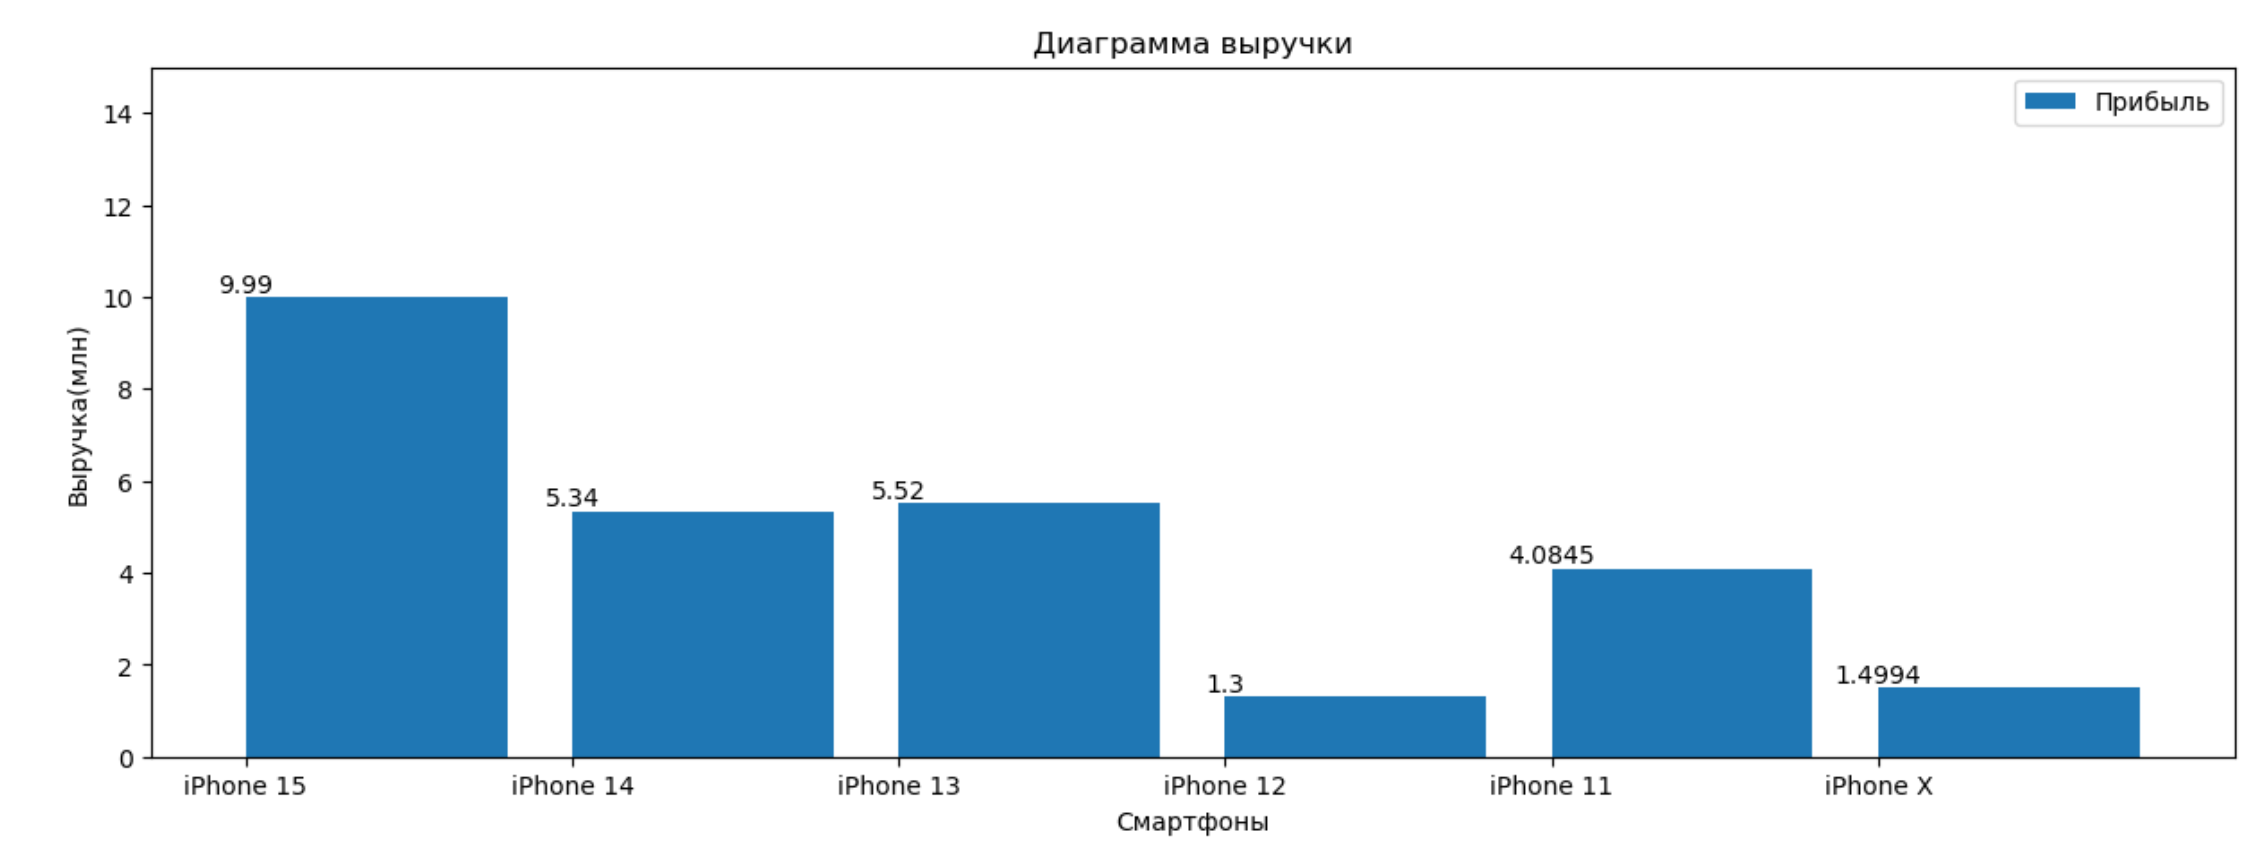 Диаграмма выручки
Прибыль
Выручка(млн)
14
12
10
8
6
4
2
0
9.99
5.34
5.52
1.3
4.0845
1.4994
iPhone 15
iPhone 14
iPhone 13
iPhone 12
iPhone 11
iPhone X
Смартфоны